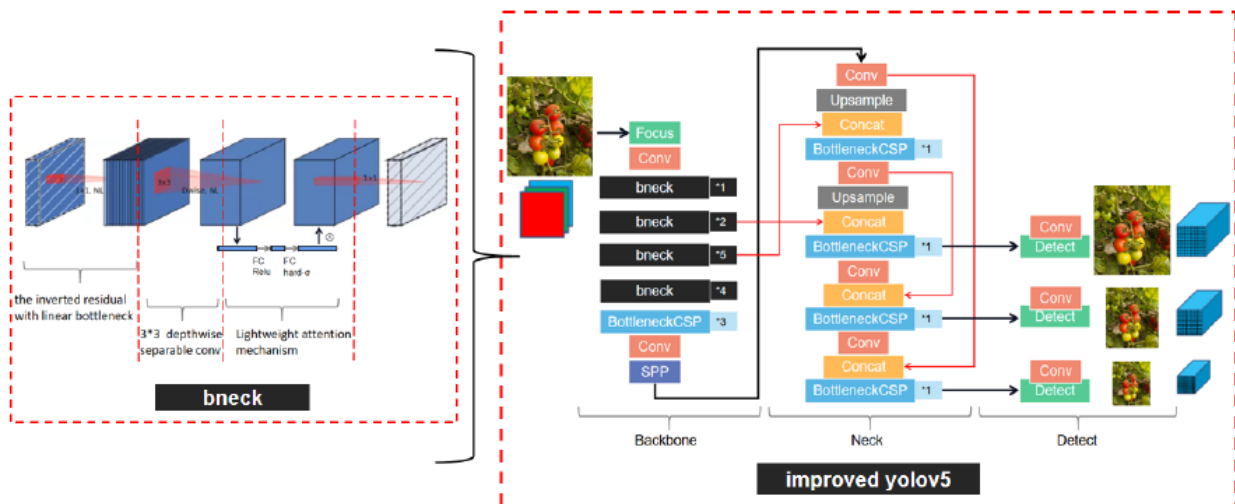 1x1, NL
3x3
Dwise, NL
1x1
FC
Relu
FC
hard-σ
the inverted residual
with linear bottleneck
3*3 depthwise
separable conv
Lightweight attention
mechanism
bneck
Focus
Conv
bneck *1
bneck *2
bneck *5
bneck *4
BottleneckCSP *3
Conv
SPP
Backbone
Conv
Upsample
Concat
BottleneckCSP *1
Conv
Upsample
Concat
BottleneckCSP *1
Conv
Concat
BottleneckCSP *1
Conv
Concat
BottleneckCSP *1
Neck
Conv
Detect
Conv
Detect
Conv
Detect
Detect
improved yolov5